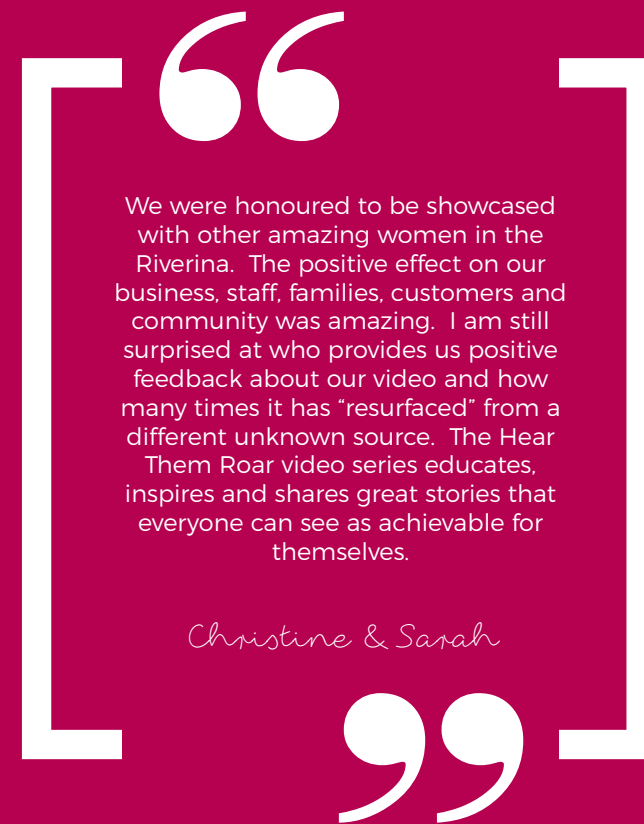 We were honoured to be showcased
with other amazing women in the
Riverina.  The positive effect on our
business, staff, families, customers and
community was amazing.  I am still
surprised at who provides us positive
feedback about our video and how
many times it has “resurfaced” from a
different unknown source.  The Hear
Them Roar video series educates,
inspires and shares great stories that
everyone can see as achievable for
themselves.
Christine & Sarah